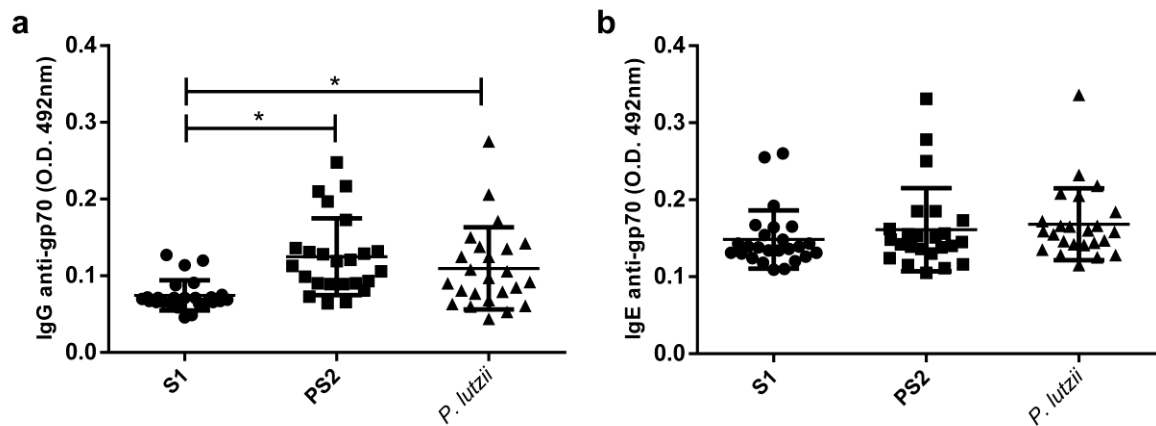 a
IgG anti-gp70 (O.D. 492nm)
0.4
0.3
0.2
0.1
0.0
*
*
S1
PS2
P. lutzii
b
IgE anti-gp70 (O.D. 492nm)
0.4
0.3
0.2
0.1
0.0
S1
PS2
P. lutzii